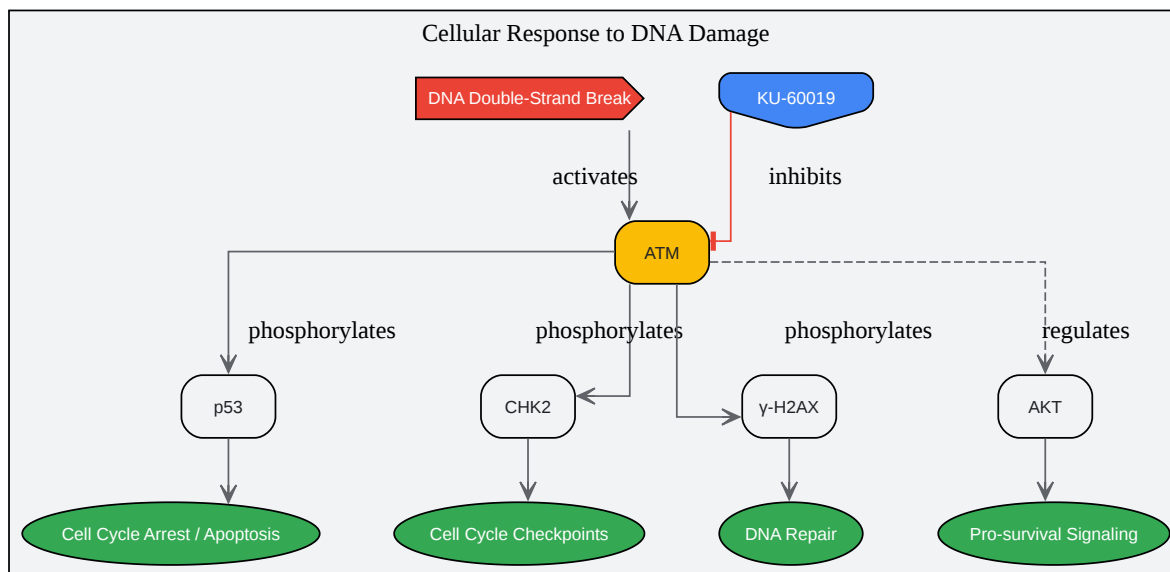 Cellular Response to DNA Damage
DNA Double-Strand Break
KU-60019
activates
inhibits
ATM
phosphorylates
phosphorylates
phosphorylates
regulates
p53
CHK2
γ-H2AX
AKT
Cell Cycle Arrest / Apoptosis
Cell Cycle Checkpoints
DNA Repair
Pro-survival Signaling